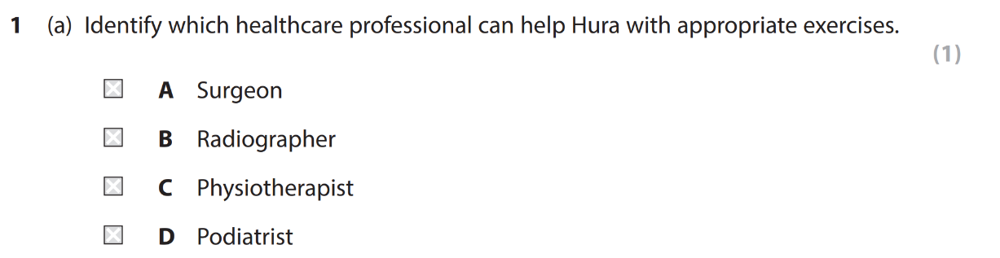 1 (a) Identify which healthcare professional can help Hura with appropriate exercises.
(1)
A Surgeon
B Radiographer
C Physiotherapist
D Podiatrist